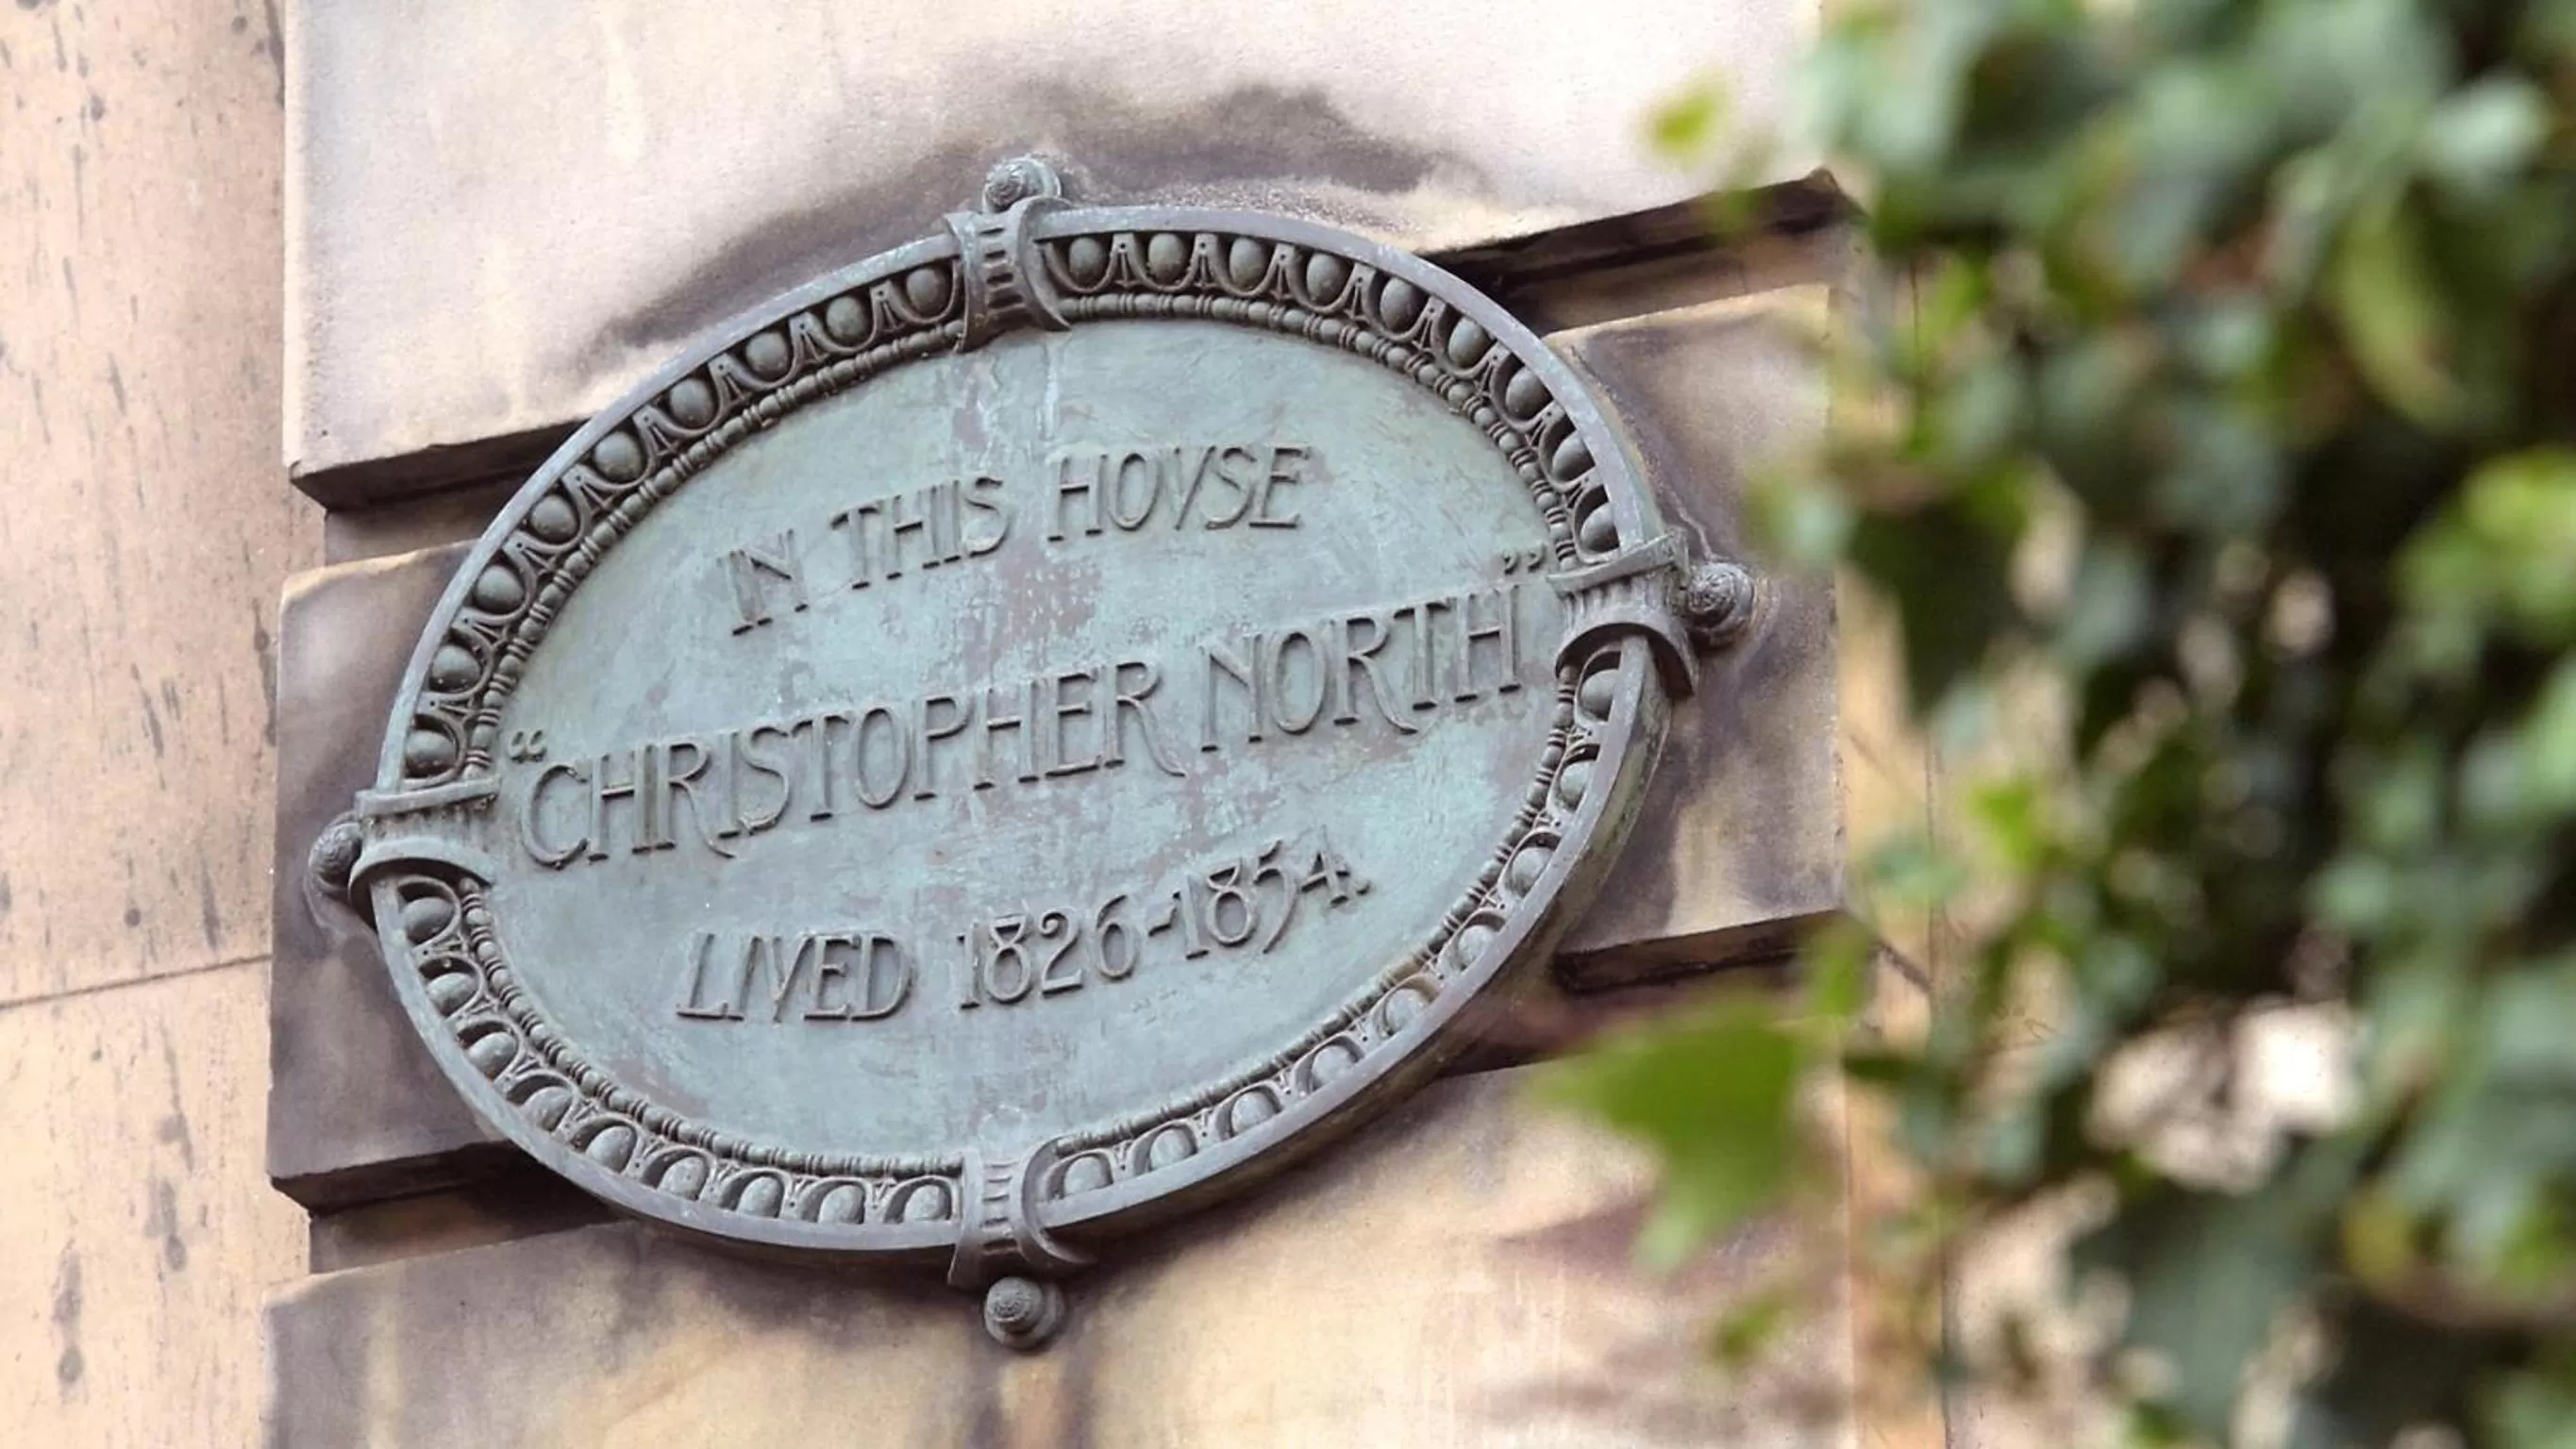 IN THIS HOVSE
“CHRISTOPHER NORTH”
LIVED 1826-1854.